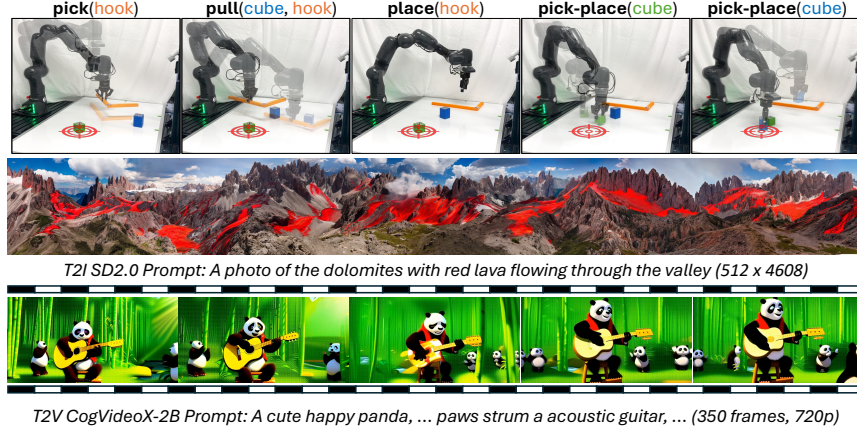 pick(hook) pull(cube, hook) place(hook) pick-place(cube) pick-place(cube)
T2I SD2.0 Prompt: A photo of the dolomites with red lava flowing through the valley (512 x 4608)
T2V CogVideoX-2B Prompt: A cute happy panda, ... paws strum a acoustic guitar, ... (350 frames, 720p)